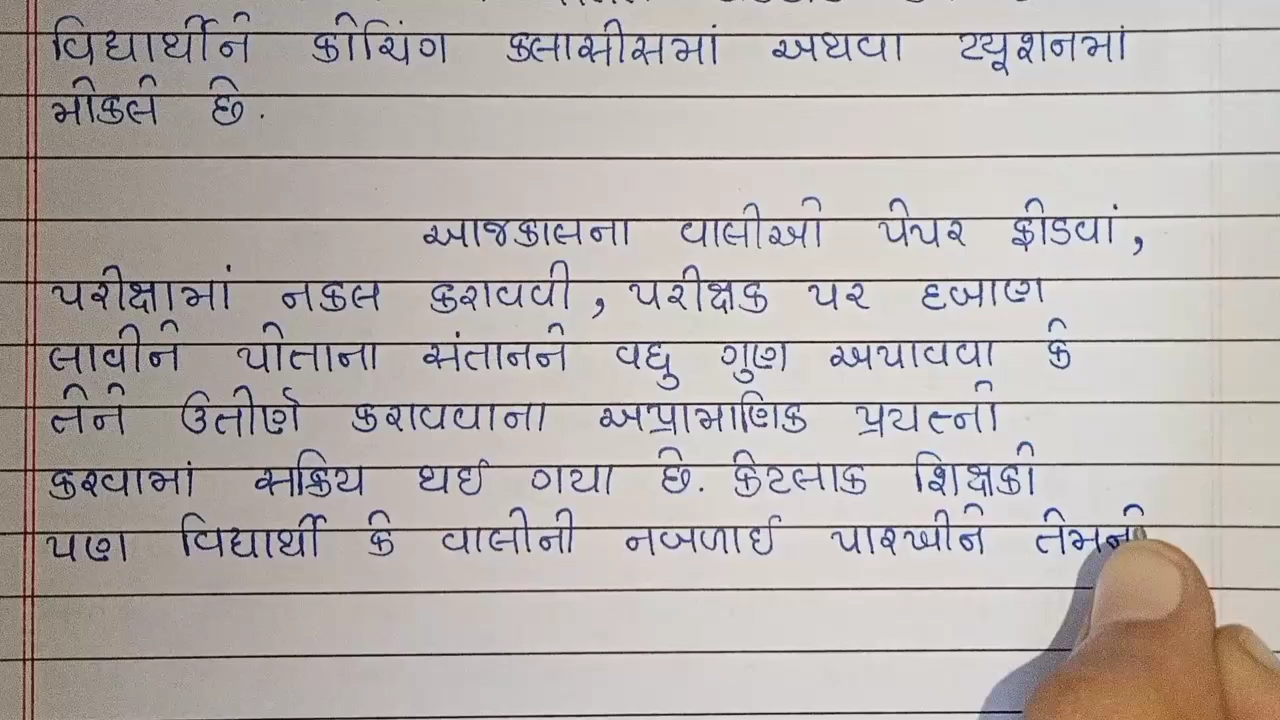 વિદ્યાર્થીને કોચિંગ ક્લાસીસમાં અથવા ટ્યૂશનમાં
મોકલે છે.
આજકાલના વાલીઓ પેપર ફોડવાં,
પરીક્ષામાં નકલ કરાવવી, પરીક્ષક પર દબાણ
લાવીને પોતાના સંતાનને વધુ ગુણ અપાવવા કે
તેને ઉતીર્ણ કરાવવાના અપ્રામાણિક પ્રયત્નો
કરવામાં સક્રિય થઈ ગયા છે. કેટલાક શિક્ષકો
પણ વિદ્યાર્થી કે વાલીની નબળાઈ પારખીને